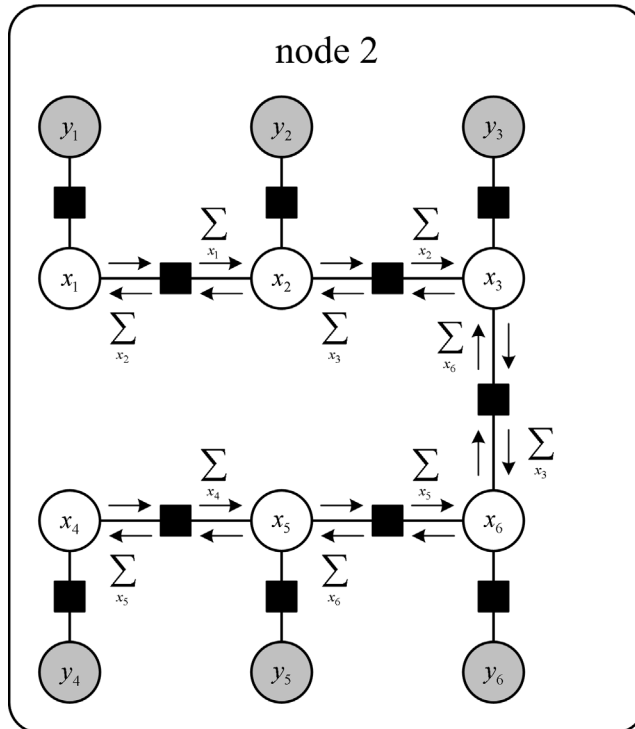 node 2
y₁ y₂ y₃
∑ x₁ ∑ x₂
x₁ x₂ x₃
∑ x₂ ∑ x₃ ∑ x₆
∑ x₄ ∑ x₅ ∑ x₃
x₄ x₅ x₆
∑ x₅ ∑ x₆
y₄ y₅ y₆